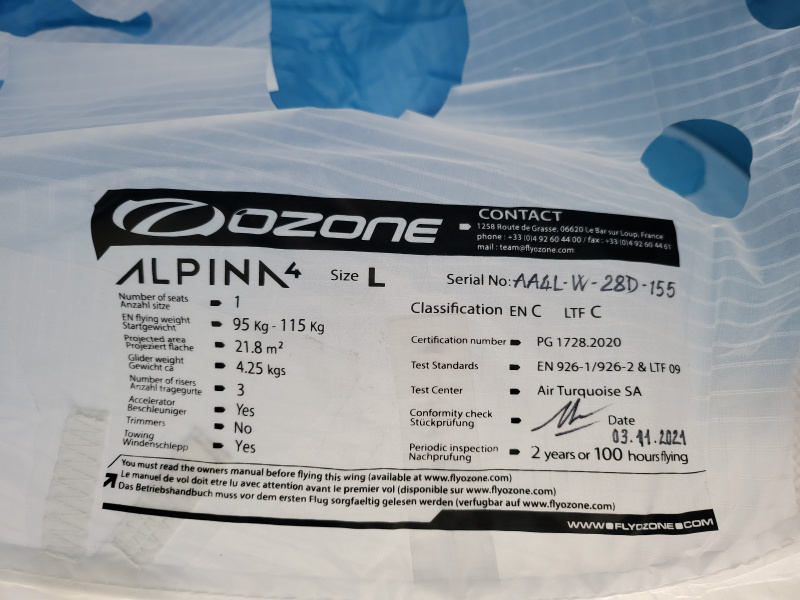 OZONE
CONTACT
1258 Route de Grasse, 06620 Le Bar sur Loup, France
phone : +33 (0)4 92 60 44 00 / fax : +33 (0)4 92 60 44 61
mail : team@flyozone.com
ALPINA4 Size L Serial No: AA4L-W-28D-155
Number of seats
Anzahl sitze 1
EN flying weight
Startgewicht 95 Kg - 115 Kg
Projected area
Projeziert flache 21.8 m²
Glider weight
Gewicht ca 4.25 kgs
Number of risers
Anzahl tragegurte 3
Accelerator
Beschleuniger Yes
Trimmers No
Towing
Windenschlepp Yes
Classification EN C LTF C
Certification number PG 1728.2020
Test Standards EN 926-1/926-2 & LTF 09
Test Center Air Turquoise SA
Conformity check
Stückprüfung Date
03.11.2021
Periodic inspection
Nachprufung 2 years or 100 hours flying
You must read the owners manual before flying this wing (available at www.flyozone.com)
Le manuel de vol doit etre lu avec attention avant le premier vol (disponible sur www.flyozone.com)
Das Betriebshandbuch muss vor dem ersten Flug sorgfaeltig gelesen werden (verfugbar auf www.flyozone.com)
WWW.FLYOZONE.COM